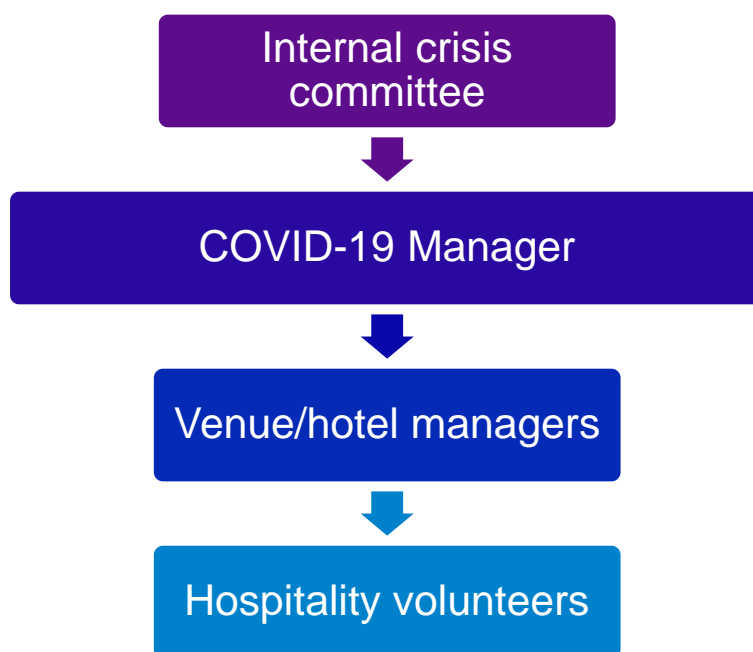 Internal crisis
committee
COVID-19 Manager
Venue/hotel managers
Hospitality volunteers